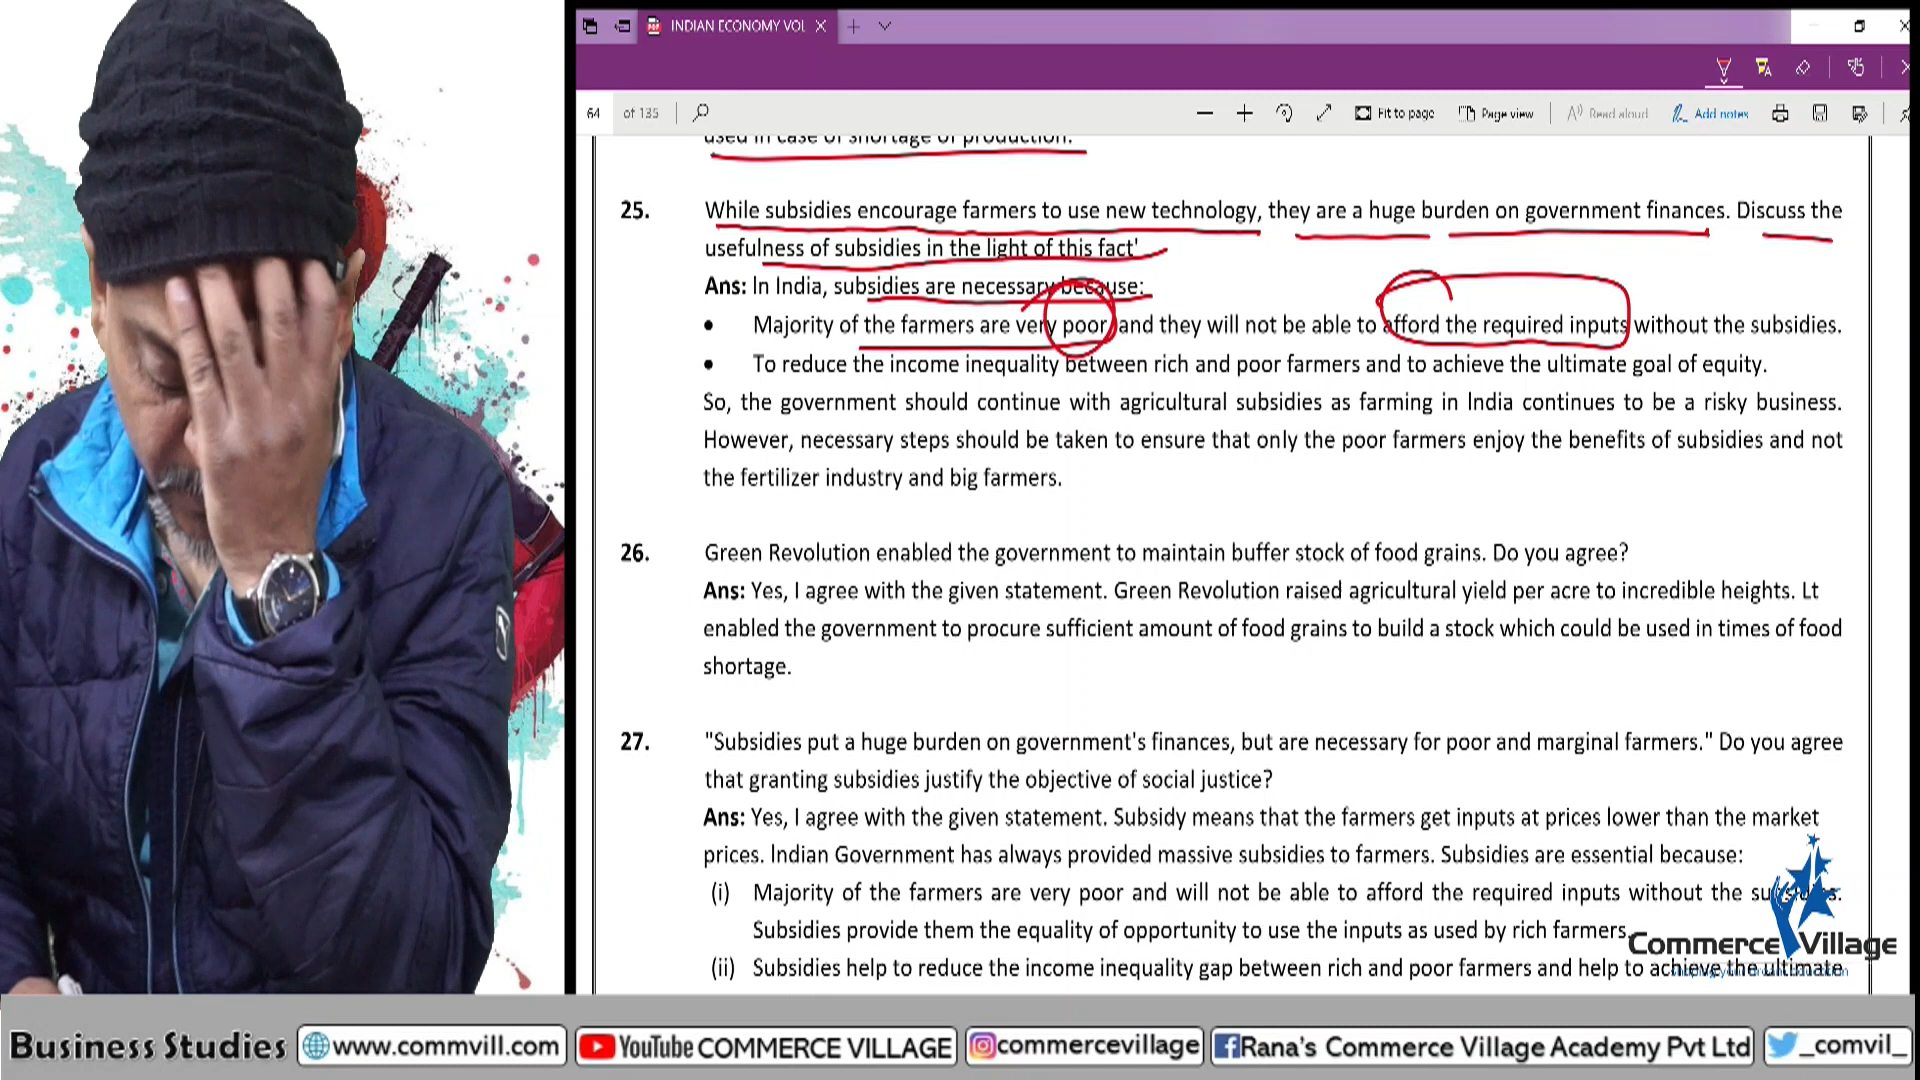 INDIAN ECONOMY VOL
64 of 135
Fit to page
Page view
Read aloud
Add notes
used in case of shortage of production.
25. While subsidies encourage farmers to use new technology, they are a huge burden on government finances. Discuss the
usefulness of subsidies in the light of this fact'
Ans: In India, subsidies are necessary because:
• Majority of the farmers are very poor and they will not be able to afford the required inputs without the subsidies.
• To reduce the income inequality between rich and poor farmers and to achieve the ultimate goal of equity.
So, the government should continue with agricultural subsidies as farming in India continues to be a risky business.
However, necessary steps should be taken to ensure that only the poor farmers enjoy the benefits of subsidies and not
the fertilizer industry and big farmers.
26. Green Revolution enabled the government to maintain buffer stock of food grains. Do you agree?
Ans: Yes, I agree with the given statement. Green Revolution raised agricultural yield per acre to incredible heights. Lt
enabled the government to procure sufficient amount of food grains to build a stock which could be used in times of food
shortage.
27. "Subsidies put a huge burden on government's finances, but are necessary for poor and marginal farmers." Do you agree
that granting subsidies justify the objective of social justice?
Ans: Yes, I agree with the given statement. Subsidy means that the farmers get inputs at prices lower than the market
prices. lndian Government has always provided massive subsidies to farmers. Subsidies are essential because:
(i) Majority of the farmers are very poor and will not be able to afford the required inputs without the subsidies.
Subsidies provide them the equality of opportunity to use the inputs as used by rich farmers.
(ii) Subsidies help to reduce the income inequality gap between rich and poor farmers and help to achieve the ultimate
Commerce Village
Business Studies
www.commvill.com
YouTube COMMERCE VILLAGE
commercevillage
Rana's Commerce Village Academy Pvt Ltd
_comvil_